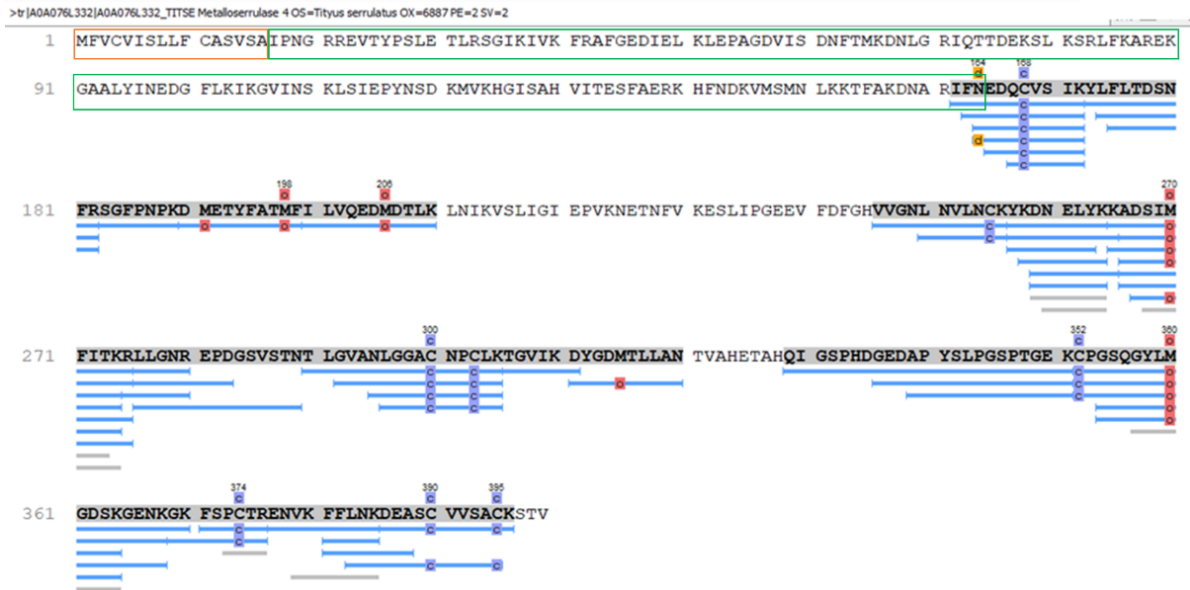 >tr|A0A076L332|A0A076L332_TITSE Metalloserrulase 4 OS=Tityus serrulatus OX=6887 PE=2 SV=2
1 MFVCVISLLF CASVSAIPNG RREVTYPSLE TLRSGIKIVK FRAFGEDIEL KLEPAGDVIS DNFTMKDNLG RIQTTDEKSL KSRLFKAREK
164 168
d c
91 GAALYINEDG FLKIKGVINS KLSIEPYNSD KMVKHGISAH VITESFAERK HFNDKVMSMN LKKTFAKDNAR RIFNEDQCVS IKYLFLTDSN
c
c
c
d c
c
c
198 206 270
o o o
181 FRSGFPNPKD METYFATMFI LVQEDMDTLK LNIKVSLIGI EPVKNETNFV KESLIPGEEV FDFGHVVGNL NVLNCKYKDN ELYKKADSIM
o o o c o
c o
o
o
o
o
300 352 360
c c o
271 FITKRLLGNR EPDGSVSTNT LGVANLGGAC NPCLKTGVIK DYGDMTLLAN TVAHETAHQI GSPHDGEDAP YSLPGSPTGE KCPGSQGYLM
c c c o
c c o c o
c c c o
c c o
o
374 390 395
c c c
361 GDSKGENKGK FSPCTRENVK FFLNKDEASC VVSACKSTV
c c c
c
c c